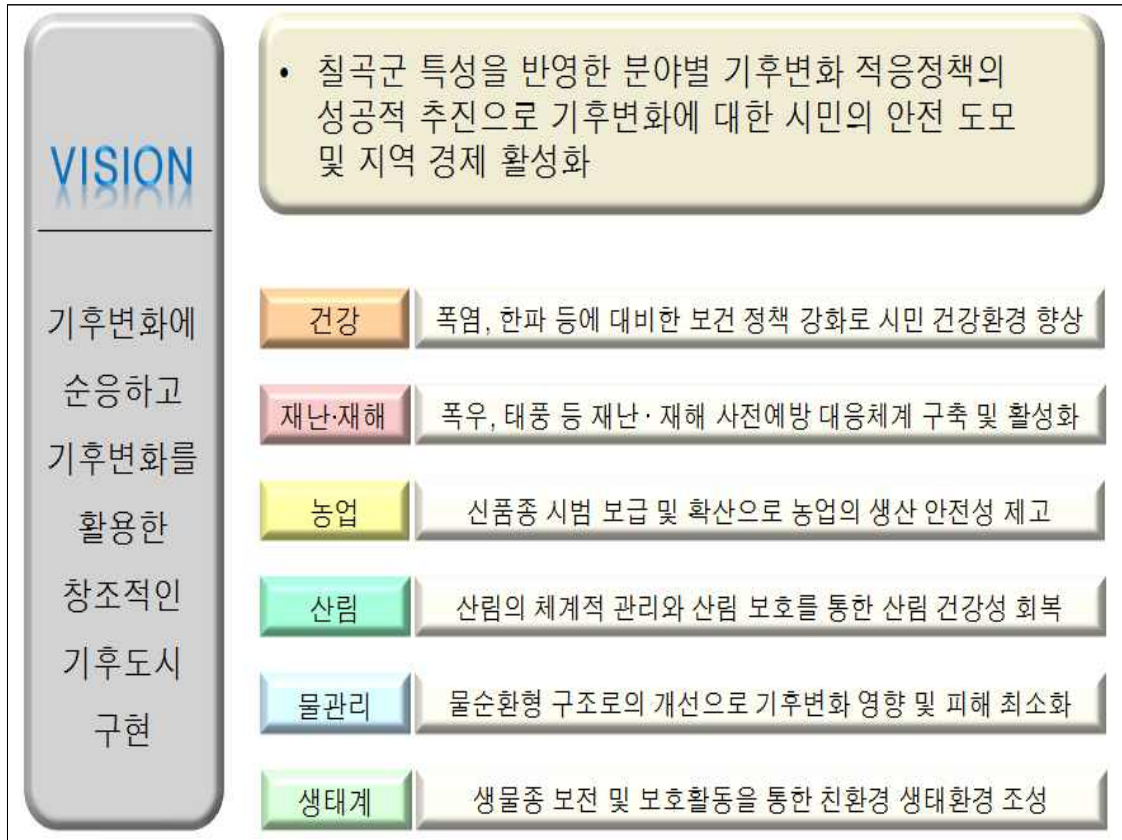 VISION
기후변화에
순응하고
기후변화를
활용한
창조적인
기후도시
구현
• 칠곡군 특성을 반영한 분야별 기후변화 적응정책의
성공적 추진으로 기후변화에 대한 시민의 안전 도모
및 지역 경제 활성화
건강 폭염, 한파 등에 대비한 보건 정책 강화로 시민 건강환경 향상
재난·재해 폭우, 태풍 등 재난·재해 사전예방 대응체계 구축 및 활성화
농업 신품종 시범 보급 및 확산으로 농업의 생산 안전성 제고
산림 산림의 체계적 관리와 산림 보호를 통한 산림 건강성 회복
물관리 물순환형 구조로의 개선으로 기후변화 영향 및 피해 최소화
생태계 생물종 보전 및 보호활동을 통한 친환경 생태환경 조성